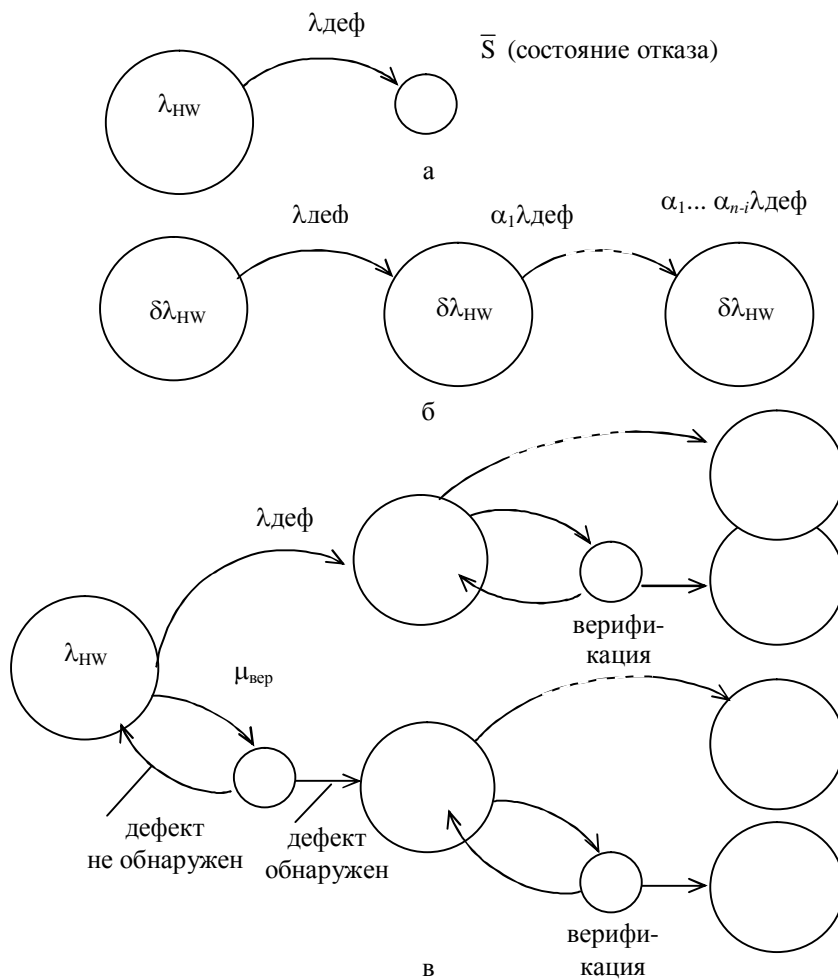 λдеф
S̅ (состояние отказа)
λHW
а
λдеф
α1λдеф
α1... αn-iλдеф
δλHW
δλHW
δλHW
б
λдеф
верифи-
кация
λHW
μвер
дефект
не обнаружен
дефект
обнаружен
верифи-
кация
в